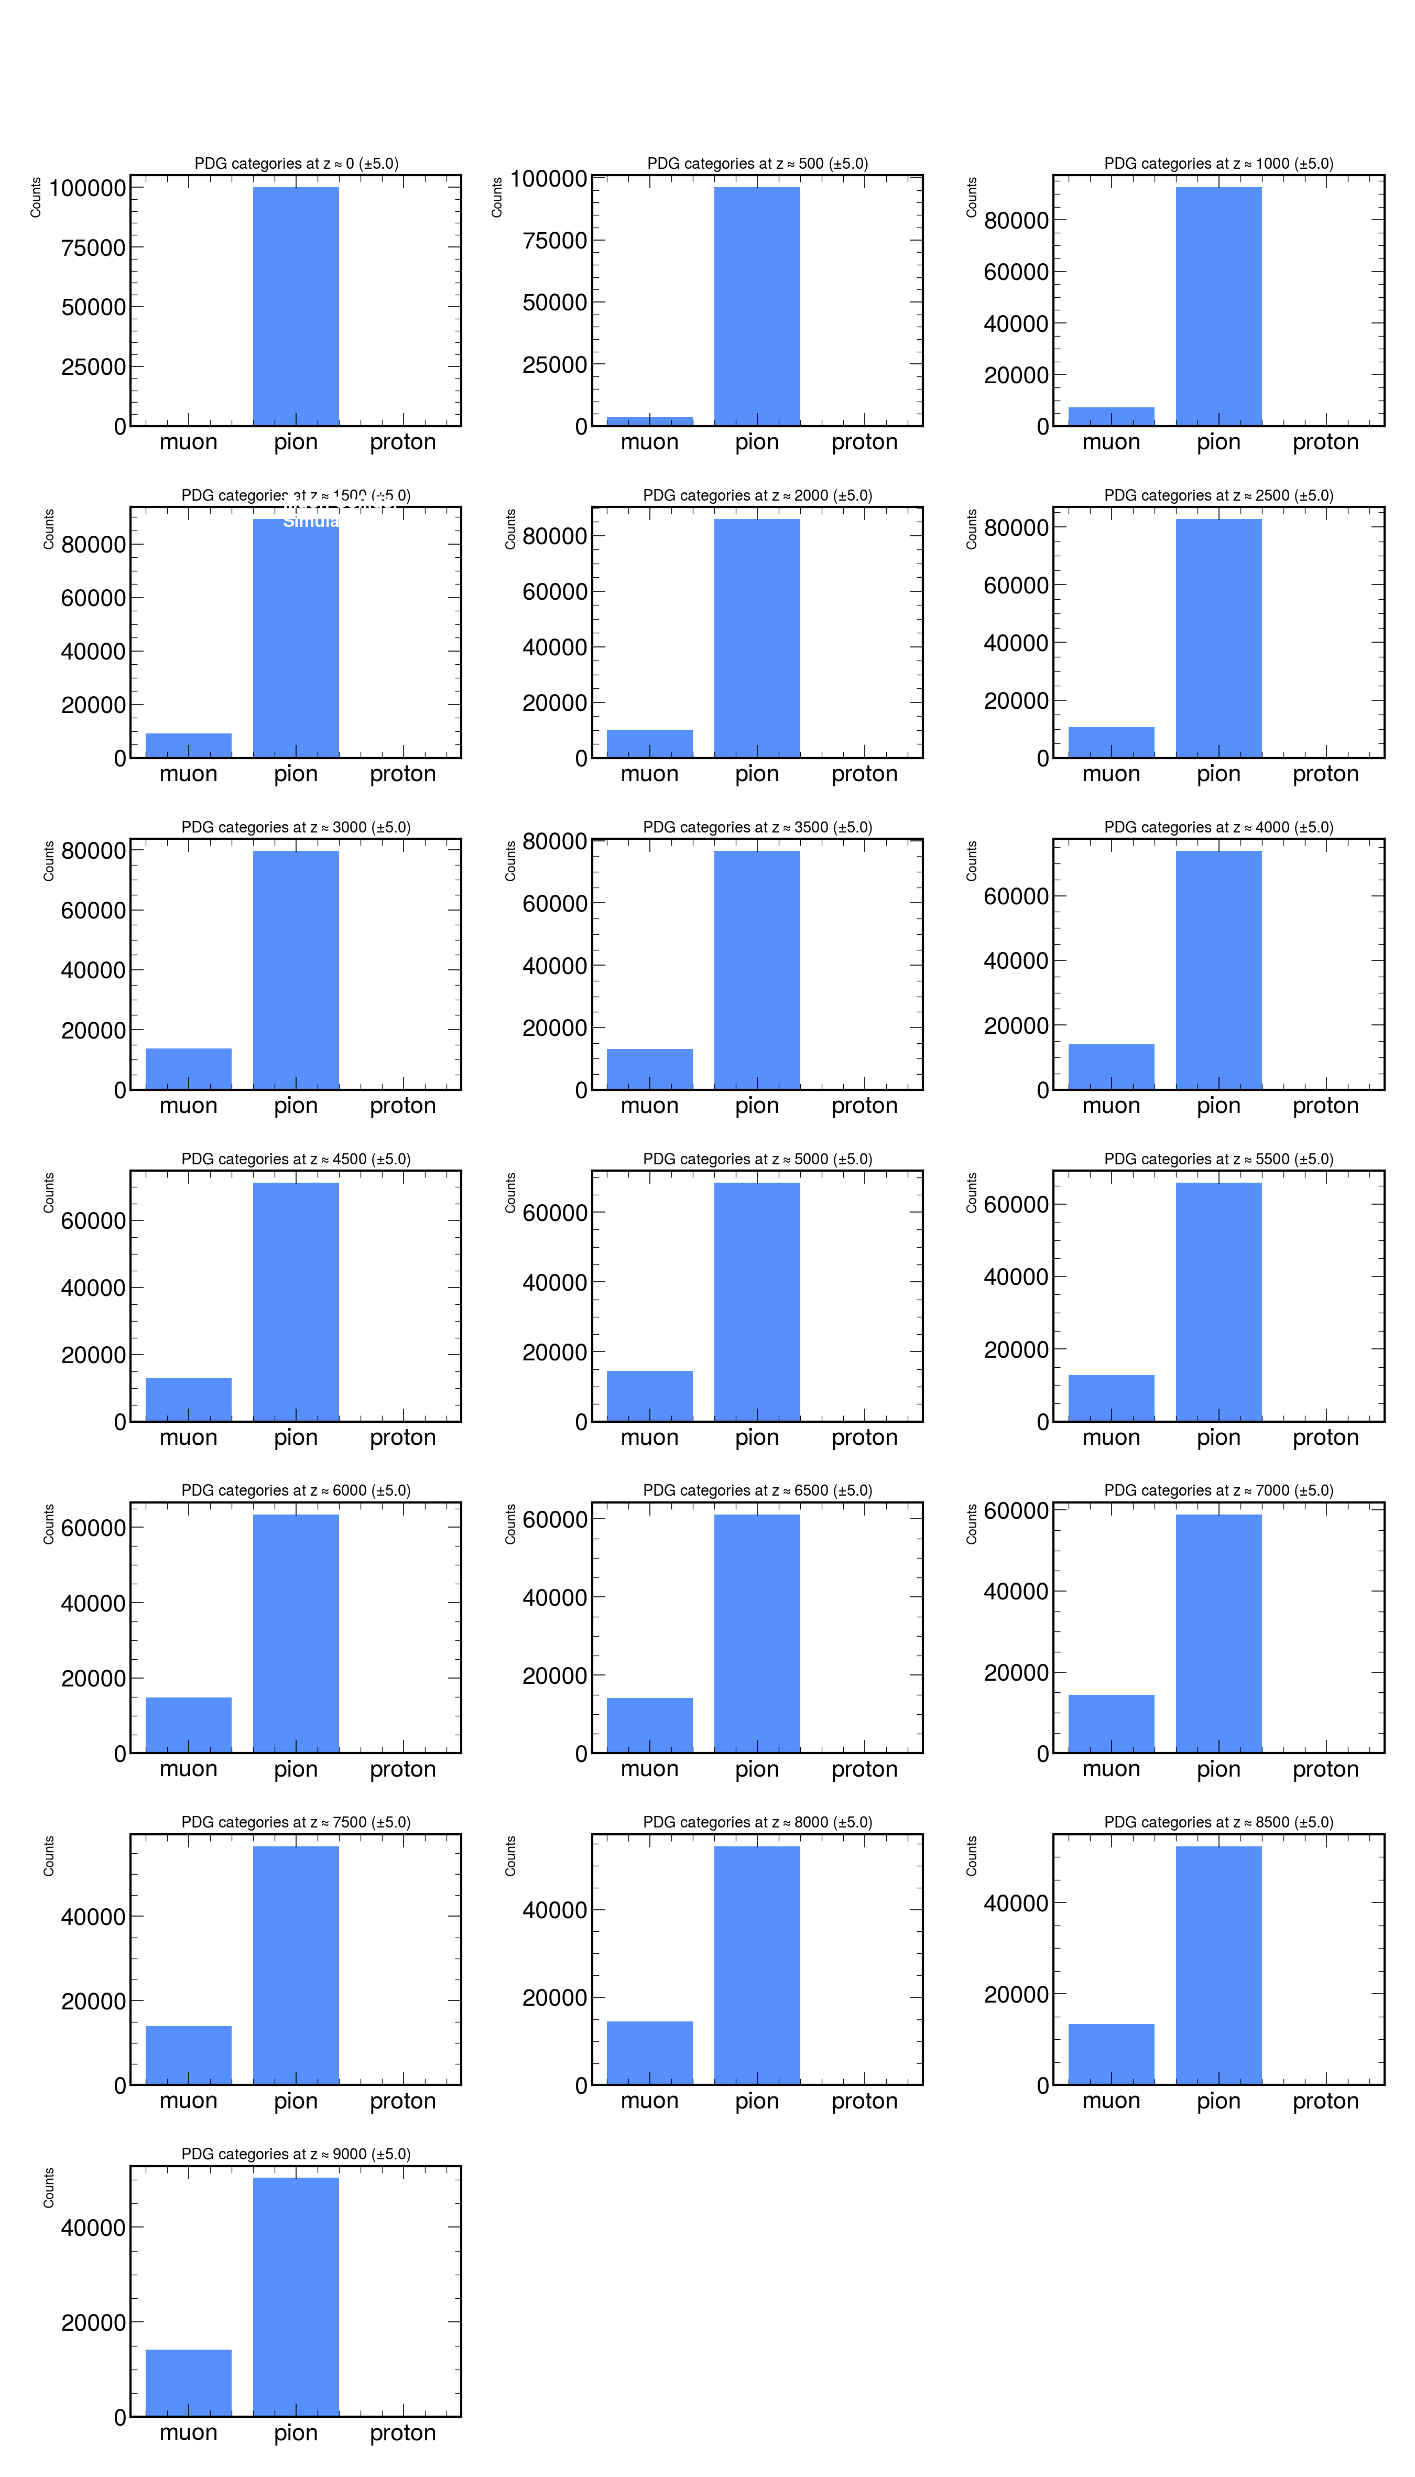 PDG categories at z ≈ 0 (±5.0)
Counts
100000
75000
50000
25000
0
muon pion proton
PDG categories at z ≈ 500 (±5.0)
Counts
100000
75000
50000
25000
0
muon pion proton
PDG categories at z ≈ 1000 (±5.0)
Counts
80000
60000
40000
20000
0
muon pion proton
PDG categories at z ≈ 1500 (±5.0)
Simula
Counts
80000
60000
40000
20000
0
muon pion proton
PDG categories at z ≈ 2000 (±5.0)
Counts
80000
60000
40000
20000
0
muon pion proton
PDG categories at z ≈ 2500 (±5.0)
Counts
80000
60000
40000
20000
0
muon pion proton
PDG categories at z ≈ 3000 (±5.0)
Counts
80000
60000
40000
20000
0
muon pion proton
PDG categories at z ≈ 3500 (±5.0)
Counts
80000
60000
40000
20000
0
muon pion proton
PDG categories at z ≈ 4000 (±5.0)
Counts
60000
40000
20000
0
muon pion proton
PDG categories at z ≈ 4500 (±5.0)
Counts
60000
40000
20000
0
muon pion proton
PDG categories at z ≈ 5000 (±5.0)
Counts
60000
40000
20000
0
muon pion proton
PDG categories at z ≈ 5500 (±5.0)
Counts
60000
40000
20000
0
muon pion proton
PDG categories at z ≈ 6000 (±5.0)
Counts
60000
40000
20000
0
muon pion proton
PDG categories at z ≈ 6500 (±5.0)
Counts
60000
40000
20000
0
muon pion proton
PDG categories at z ≈ 7000 (±5.0)
Counts
60000
40000
20000
0
muon pion proton
PDG categories at z ≈ 7500 (±5.0)
Counts
40000
20000
0
muon pion proton
PDG categories at z ≈ 8000 (±5.0)
Counts
40000
20000
0
muon pion proton
PDG categories at z ≈ 8500 (±5.0)
Counts
40000
20000
0
muon pion proton
PDG categories at z ≈ 9000 (±5.0)
Counts
40000
20000
0
muon pion proton